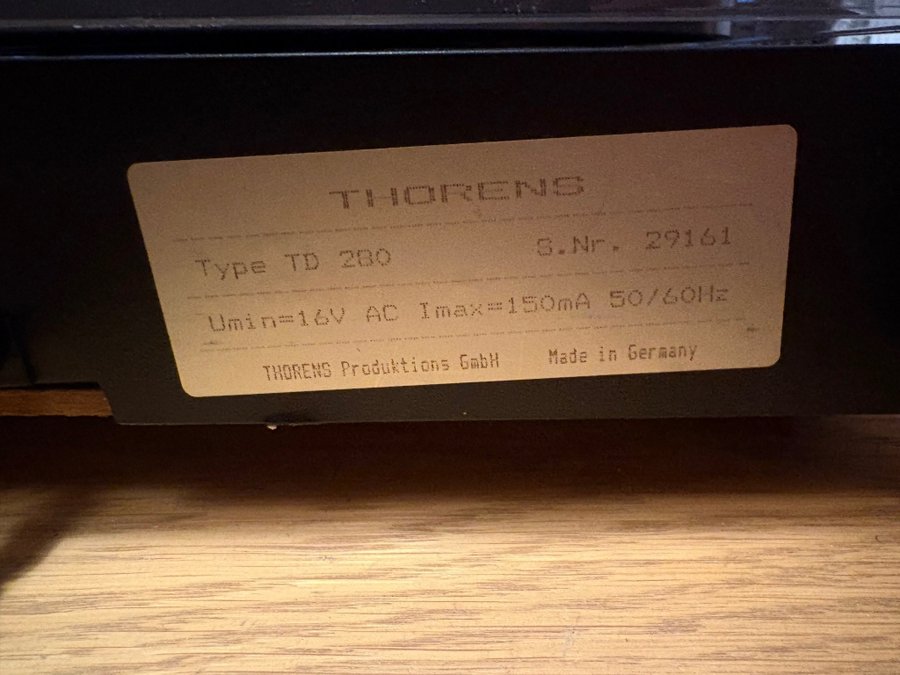 THORENS
Type TD 280 S.Nr. 29161
Umin=16V AC Imax=150mA 50/60Hz
THORENS Produktions GmbH Made in Germany